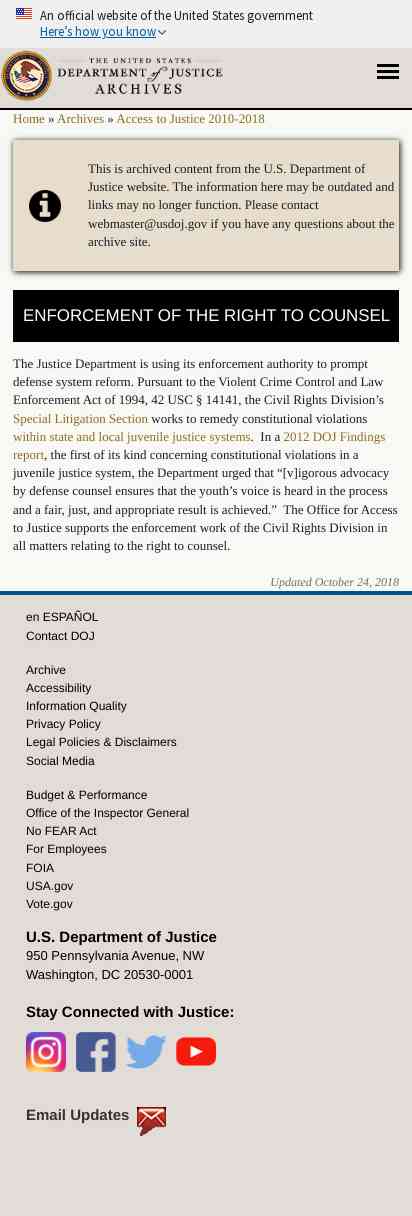 An official website of the United States government
Here's how you know
THE UNITED STATES
DEPARTMENT of JUSTICE
ARCHIVES
Home » Archives » Access to Justice 2010-2018
This is archived content from the U.S. Department of
Justice website. The information here may be outdated and
links may no longer function. Please contact
webmaster@usdoj.gov if you have any questions about the
archive site.
ENFORCEMENT OF THE RIGHT TO COUNSEL
The Justice Department is using its enforcement authority to prompt
defense system reform. Pursuant to the Violent Crime Control and Law
Enforcement Act of 1994, 42 USC § 14141, the Civil Rights Division's
Special Litigation Section works to remedy constitutional violations
within state and local juvenile justice systems.  In a 2012 DOJ Findings
report, the first of its kind concerning constitutional violations in a
juvenile justice system, the Department urged that “[v]igorous advocacy
by defense counsel ensures that the youth’s voice is heard in the process
and a fair, just, and appropriate result is achieved.”  The Office for Access
to Justice supports the enforcement work of the Civil Rights Division in
all matters relating to the right to counsel.
Updated October 24, 2018
en ESPAÑOL
Contact DOJ
Archive
Accessibility
Information Quality
Privacy Policy
Legal Policies & Disclaimers
Social Media
Budget & Performance
Office of the Inspector General
No FEAR Act
For Employees
FOIA
USA.gov
Vote.gov
U.S. Department of Justice
950 Pennsylvania Avenue, NW
Washington, DC 20530-0001
Stay Connected with Justice:
Email Updates